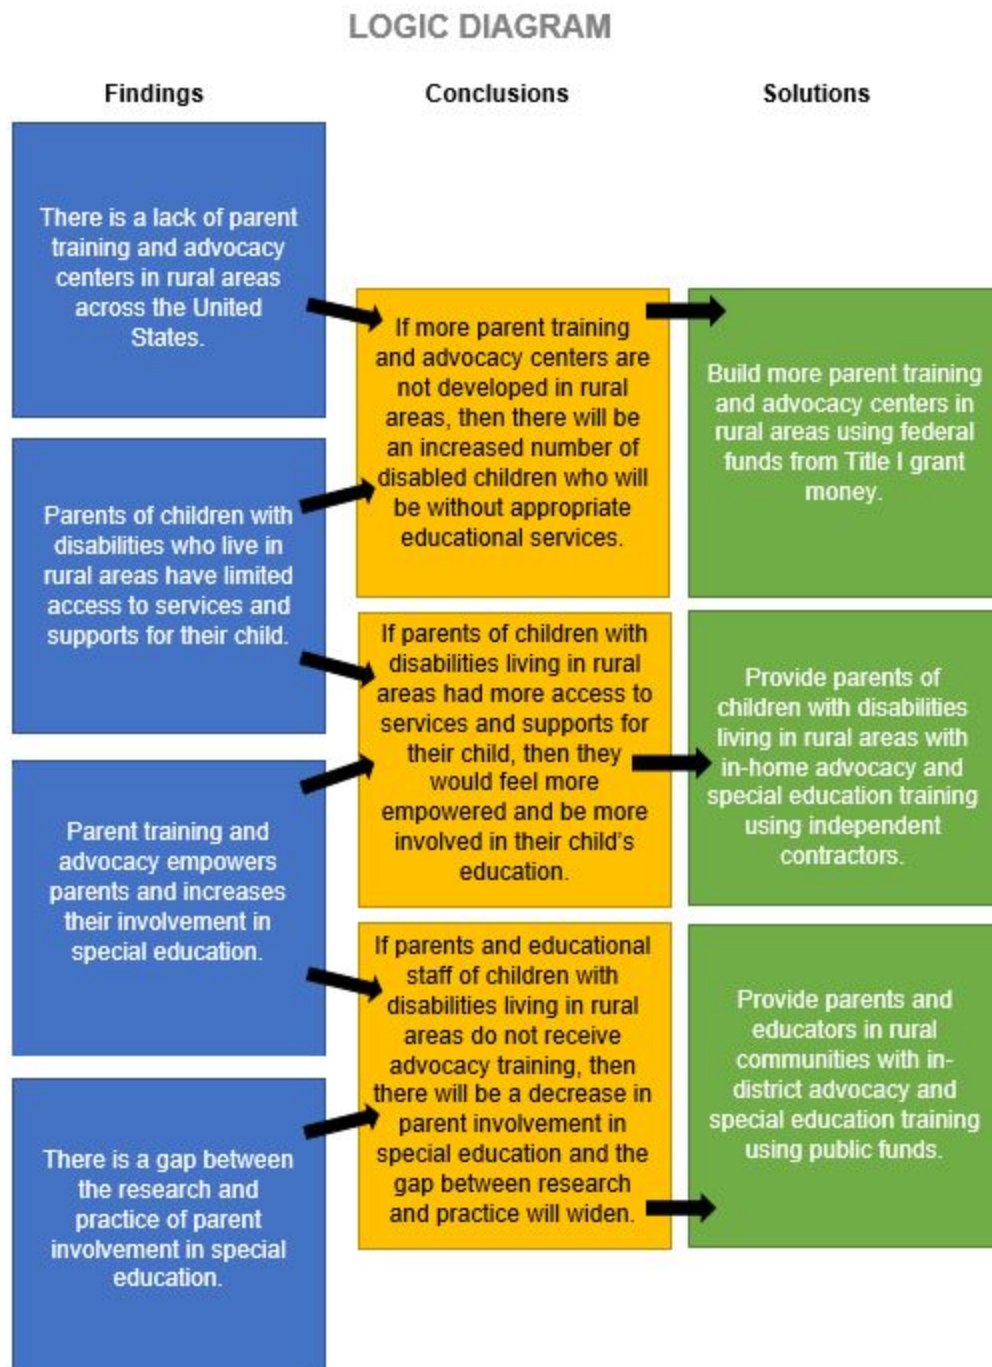 LOGIC DIAGRAM
Findings
Conclusions
Solutions
There is a lack of parent
training and advocacy
centers in rural areas
across the United
States.
Parents of children with
disabilities who live in
rural areas have limited
access to services and
supports for their child.
Parent training and
advocacy empowers
parents and increases
their involvement in
special education.
There is a gap between
the research and
practice of parent
involvement in special
education.
If more parent training
and advocacy centers are
not developed in rural
areas, then there will be
an increased number of
disabled children who will
be without appropriate
educational services.
If parents of children with
disabilities living in rural
areas had more access to
services and supports for
their child, then they
would feel more
empowered and be more
involved in their child’s
education.
If parents and educational
staff of children with
disabilities living in rural
areas do not receive
advocacy training, then
there will be a decrease in
parent involvement in
special education and the
gap between research
and practice will widen.
Build more parent training
and advocacy centers in
rural areas using federal
funds from Title I grant
money.
Provide parents of
children with disabilities
living in rural areas with
in-home advocacy and
special education training
using independent
contractors.
Provide parents and
educators in rural
communities with in-
district advocacy and
special education training
using public funds.